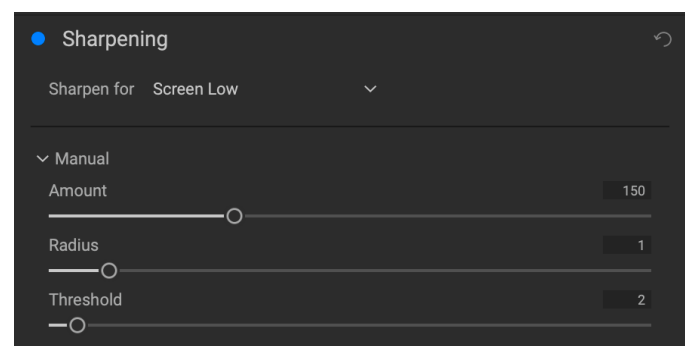 Sharpening
Sharpen for Screen Low
Manual
Amount 150
Radius 1
Threshold 2